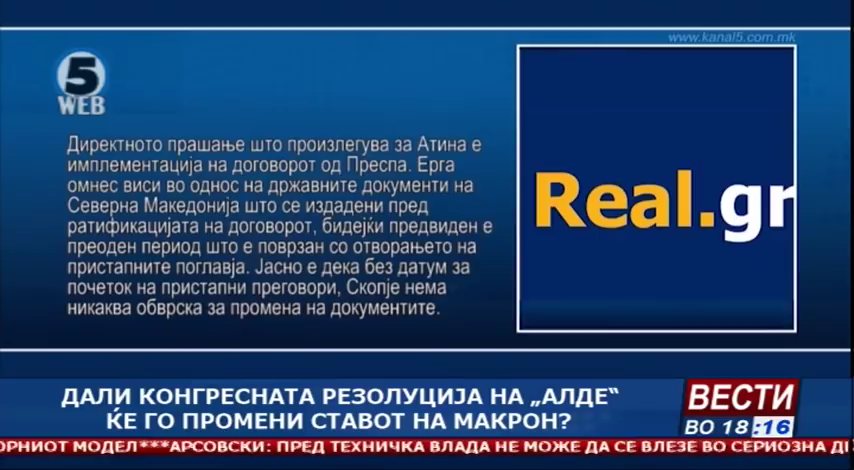 www.kanal5.com.mk
5
WEB
Директното прашање што произлегува за Атина е
имплементација на договорот од Преспа. Ерга
омнес виси во однос на државните документи на
Северна Македонија што се издадени пред
ратификацијата на договорот, бидејќи предвиден е
преоден период што е поврзан со отворањето на
пристапните поглавја. Јасно е дека без датум за
почеток на пристапни преговори, Скопје нема
никаква обврска за промена на документите.
Real.gr
ДАЛИ КОНГРЕСНАТА РЕЗОЛУЦИЈА НА „АЛДЕ“
ЌЕ ГО ПРОМЕНИ СТАВОТ НА МАКРОН?
ВЕСТИ
ВО 18:16
ОРНИОТ МОДЕЛ***АРСОВСКИ: ПРЕД ТЕХНИЧКА ВЛАДА НЕ МОЖЕ ДА СЕ ВЛЕЗЕ ВО СЕРИОЗНА